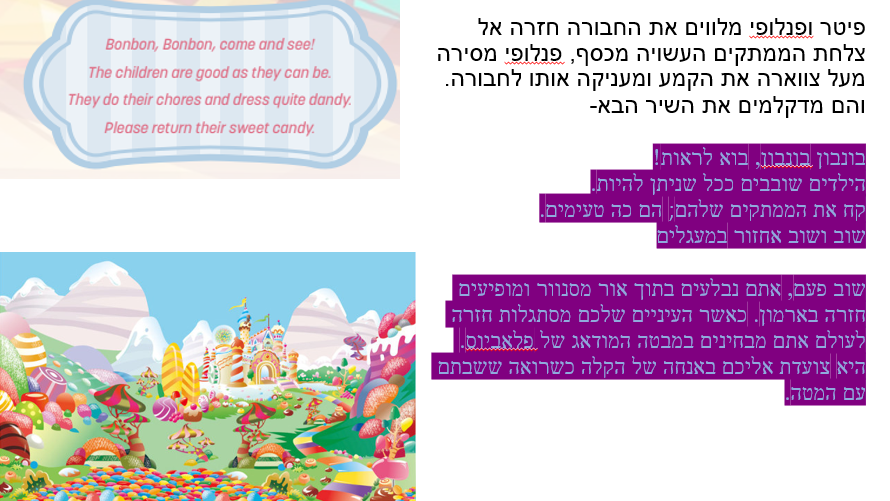 Bonbon, Bonbon, come and see!
The children are good as they can be.
They do their chores and dress quite dandy.
Please return their sweet candy.
פיטר ופנלופי מלווים את החבורה חזרה אל
צלחת הממתקים העשויה מכסף, פנלופי מסירה
מעל צווארה את הקמע ומעניקה אותו לחבורה.
והם מדקלמים את השיר הבא-
בונבון בונבון, בוא לראות!
הילדים שובבים ככל שניתן להיות.
קח את הממתקים שלהם; הם כה טעימים.
שוב ושוב אחזור במעגלים
שוב פעם, אתם נבלעים בתוך אור מסנוור ומופיעים
חזרה בארמון. כאשר העיניים שלכם מסתגלות חזרה
לעולם אתם מבחינים במבטה המודאג של פלאביוס.
היא צועדת אליכם באנחה של הקלה כשרואה ששבתם
עם המטה.